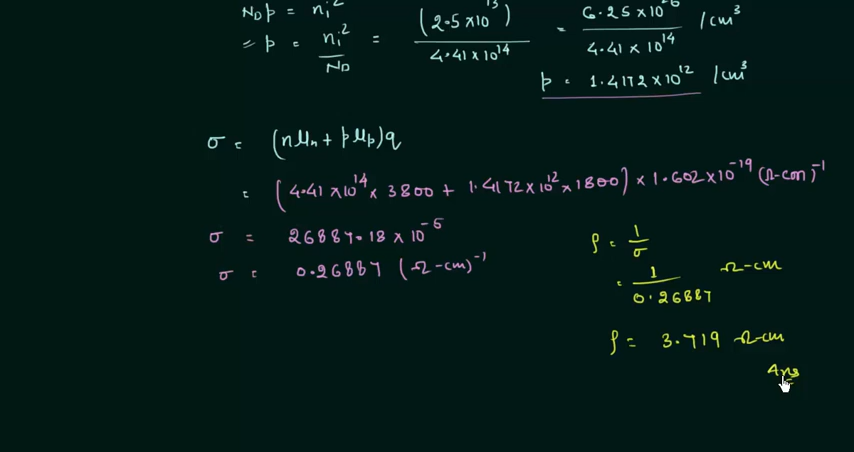 N_D p = n_i^2
⇒ p = n_i^2 / N_D = (2.5×10^13) / 4.41×10^14 = 6.25×10^26 / 4.41×10^14 /cm^3
p = 1.4172×10^12 /cm^3
σ = (nμ_n + pμ_p)q
= (4.41×10^14 × 3800 + 1.4172×10^12 × 1800) × 1.602×10^-19 (Ω-cm)^-1
σ = 26887.18 × 10^-5
σ = 0.26887 (Ω-cm)^-1
ρ = 1/σ
= 1/0.26887 Ω-cm
ρ = 3.719 Ω-cm
Ans